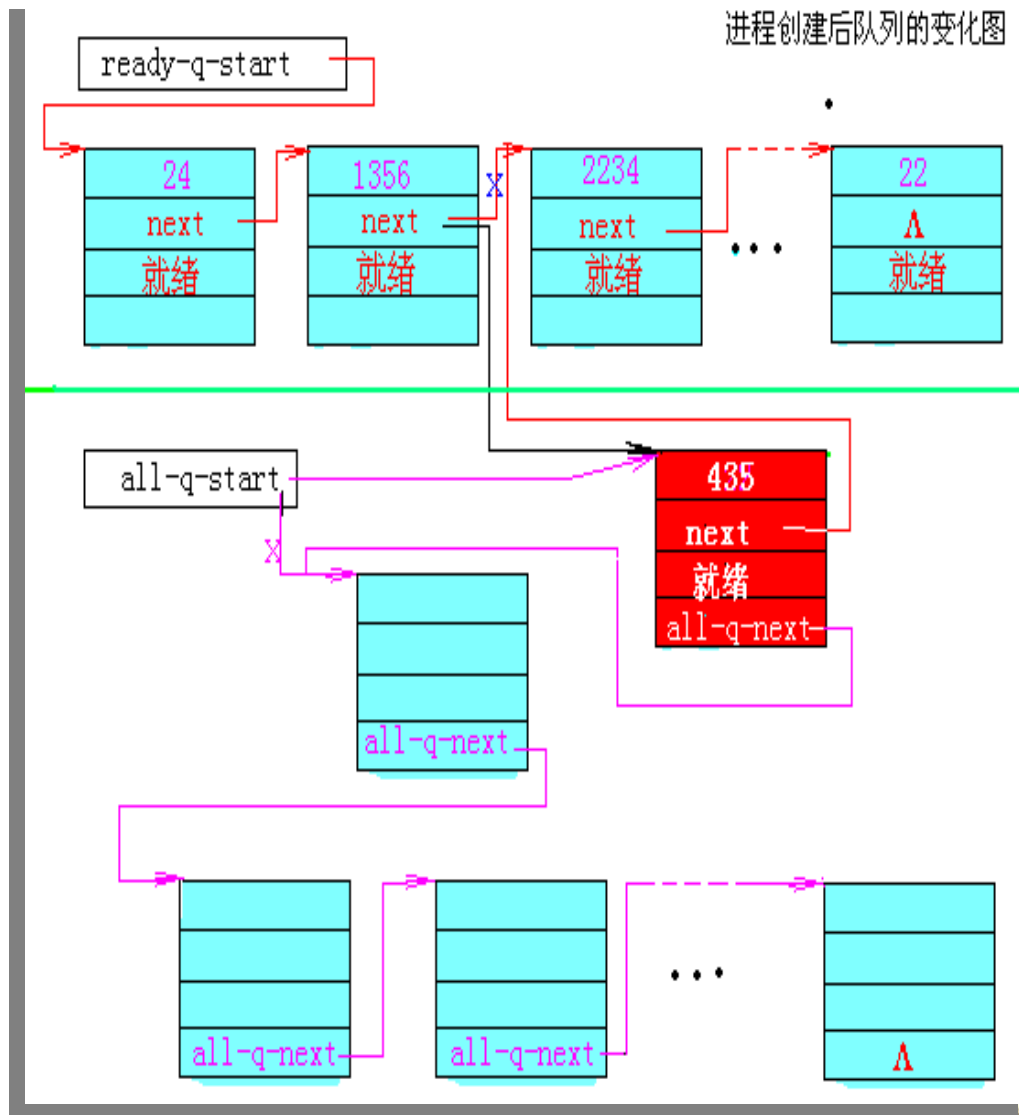 进程创建后队列的变化图
ready-q-start
24
1356
2234
22
X
next
next
next
Λ
就绪
就绪
就绪
就绪
...
all-q-start
435
next
就绪
all-q-next
X
all-q-next
all-q-next
all-q-next
...
Λ